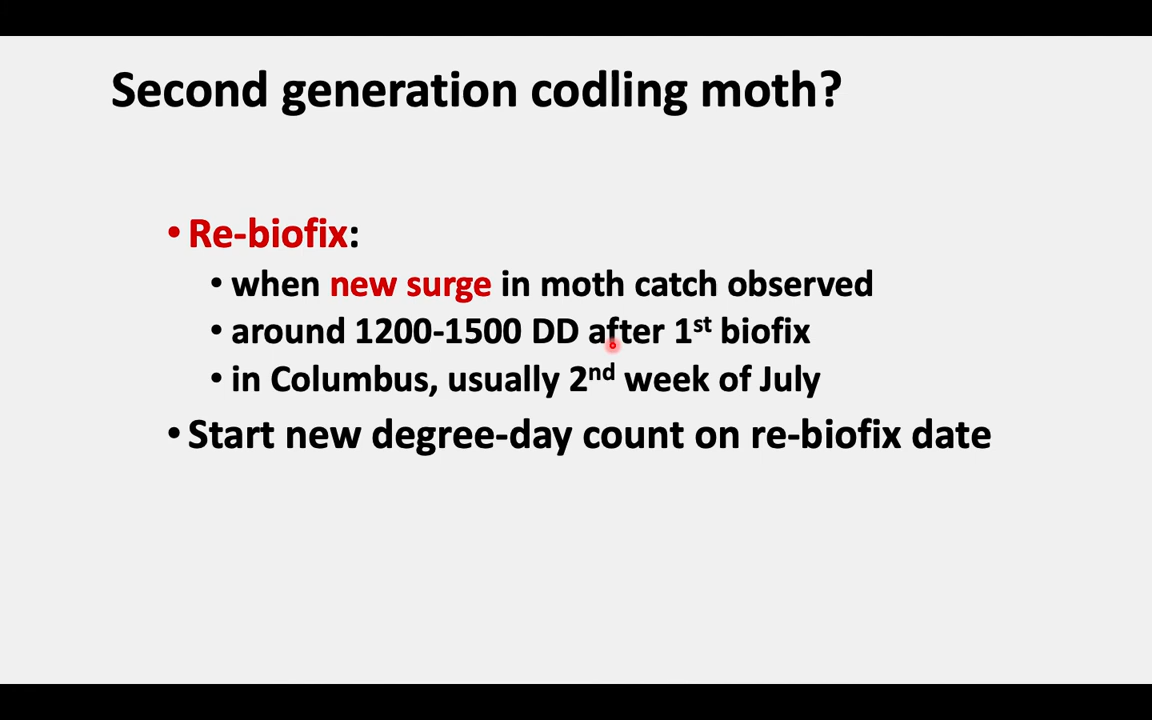 Second generation codling moth?
• Re-biofix:
• when new surge in moth catch observed
• around 1200-1500 DD after 1st biofix
• in Columbus, usually 2nd week of July
• Start new degree-day count on re-biofix date